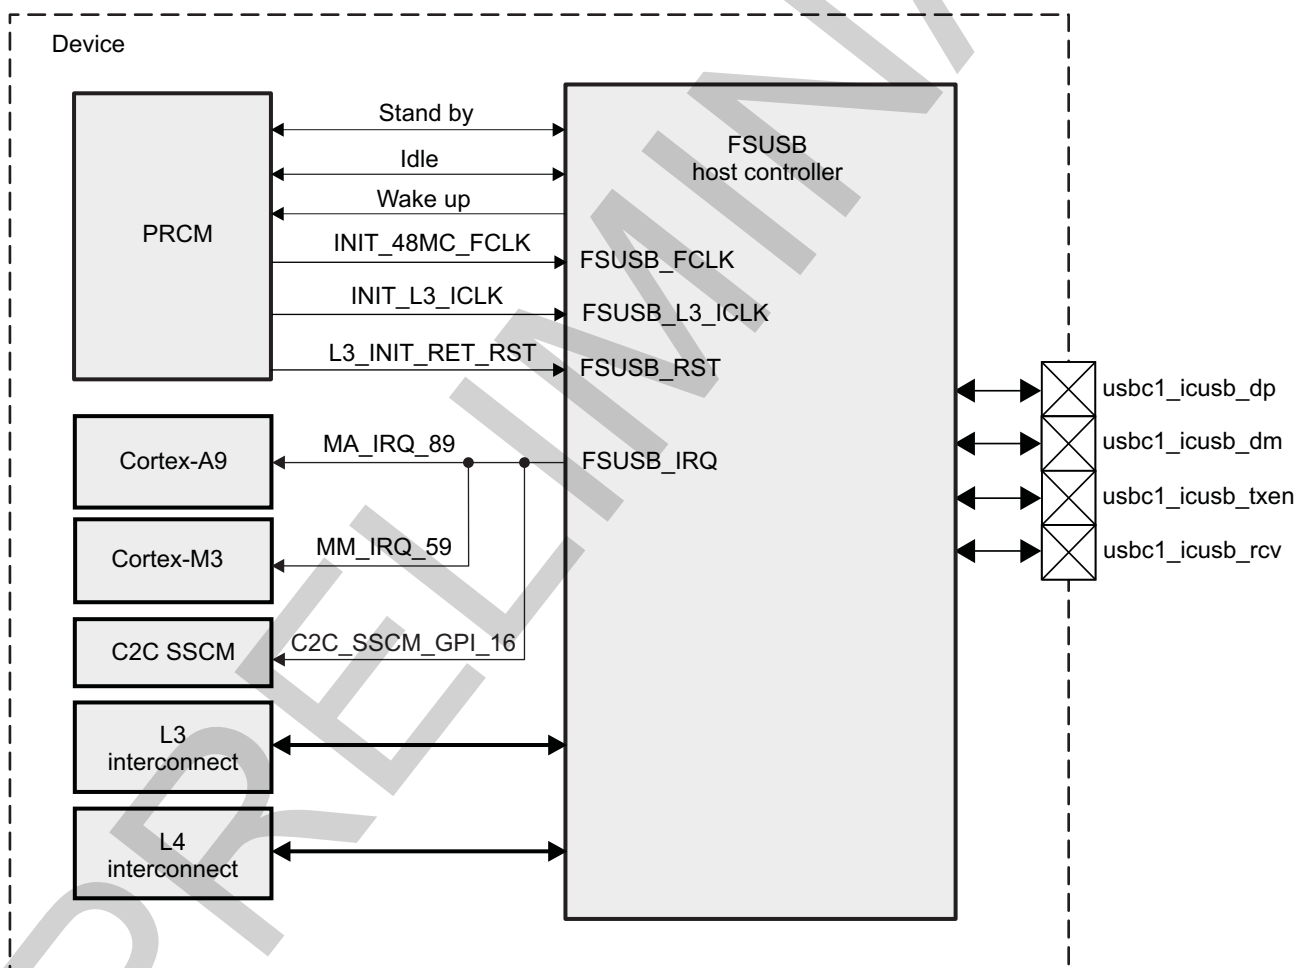 Device
PRCM
Stand by
Idle
Wake up
INIT_48MC_FCLK
INIT_L3_ICLK
L3_INIT_RET_RST
FSUSB
host controller
FSUSB_FCLK
FSUSB_L3_ICLK
FSUSB_RST
FSUSB_IRQ
Cortex-A9
MA_IRQ_89
Cortex-M3
MM_IRQ_59
C2C SSCM
C2C_SSCM_GPI_16
L3
interconnect
L4
interconnect
usbc1_icusb_dp
usbc1_icusb_dm
usbc1_icusb_txen
usbc1_icusb_rcv